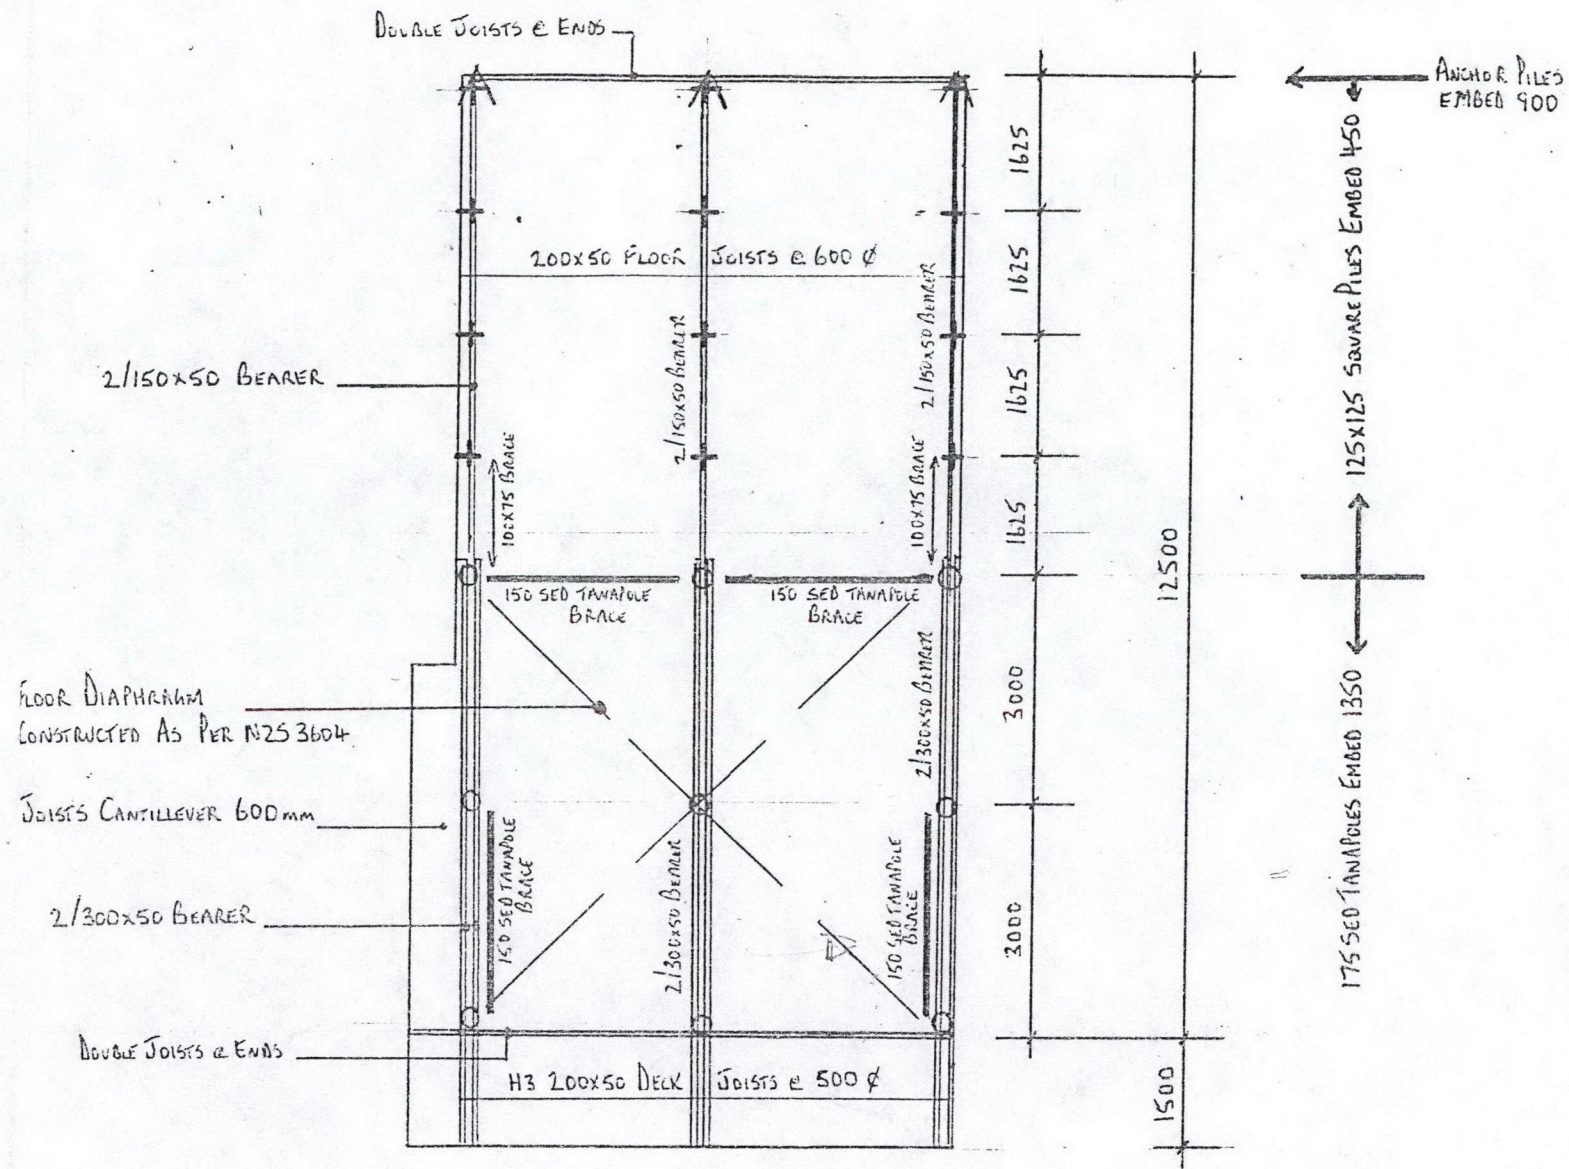 DOUBLE JOISTS @ ENDS
ANCHOR PILES
EMBED 900
1625
125x125 SQUARE PILES EMBED 450
200x50 FLOOR JOISTS @ 600 ₵
1625
2/150x50 BEARER
2/150x50 BEARER
2/150x50 BEARER
1625
100x75 BRACE
100x75 BRACE
1625
12500
150 SED TANAPOLE
BRACE
150 SED TANAPOLE
BRACE
2/300x50 BEARER
3000
175 SED TANAPOLES EMBED 1350
FLOOR DIAPHRAGM
CONSTRUCTED AS PER NZS 3604
JOISTS CANTILLEVER 600mm
150 SED TANAPOLE
BRACE
2/300x50 BEARER
150 SED TANAPOLE
BRACE
3000
2/300x50 BEARER
DOUBLE JOISTS @ ENDS
H3 200x50 DECK JOISTS @ 500 ₵
1500